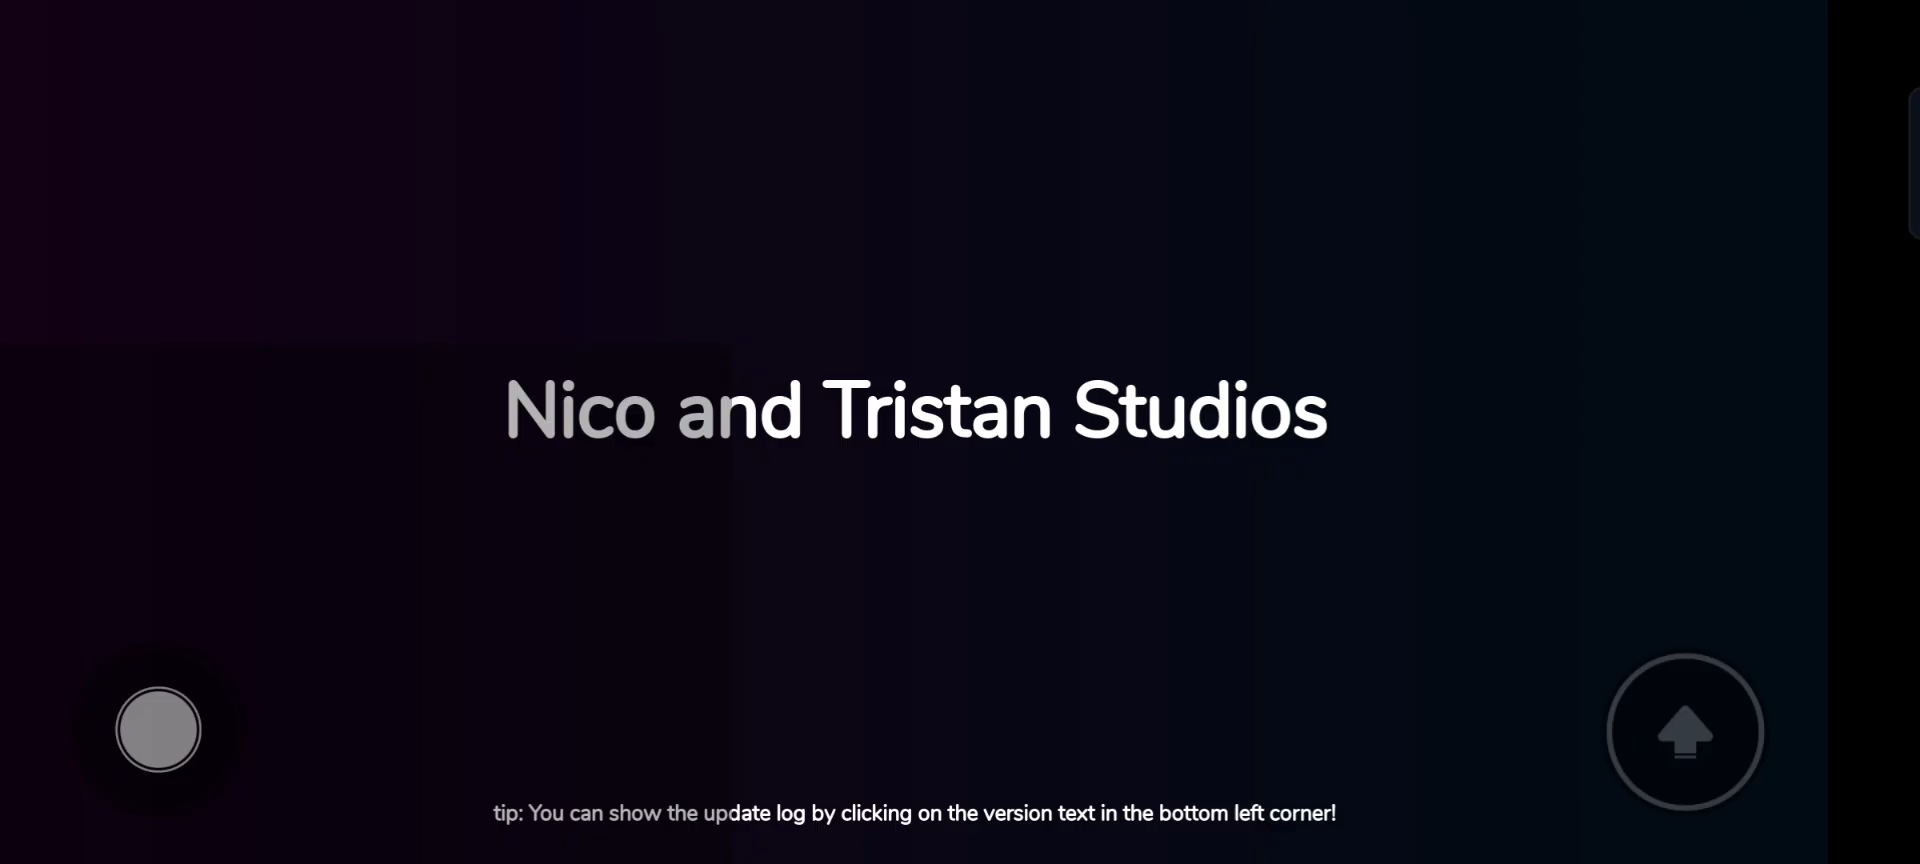 Nico and Tristan Studios
tip: You can show the update log by clicking on the version text in the bottom left corner!